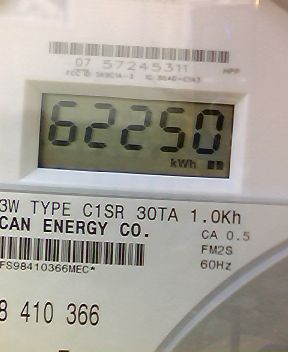 07 57245311
HPP
62250
kWh
3W TYPE C1SR 30TA 1.0Kh
CAN ENERGY CO.
CA 0.5
FM2S
60Hz
FS98410366MEC*
8 410 366